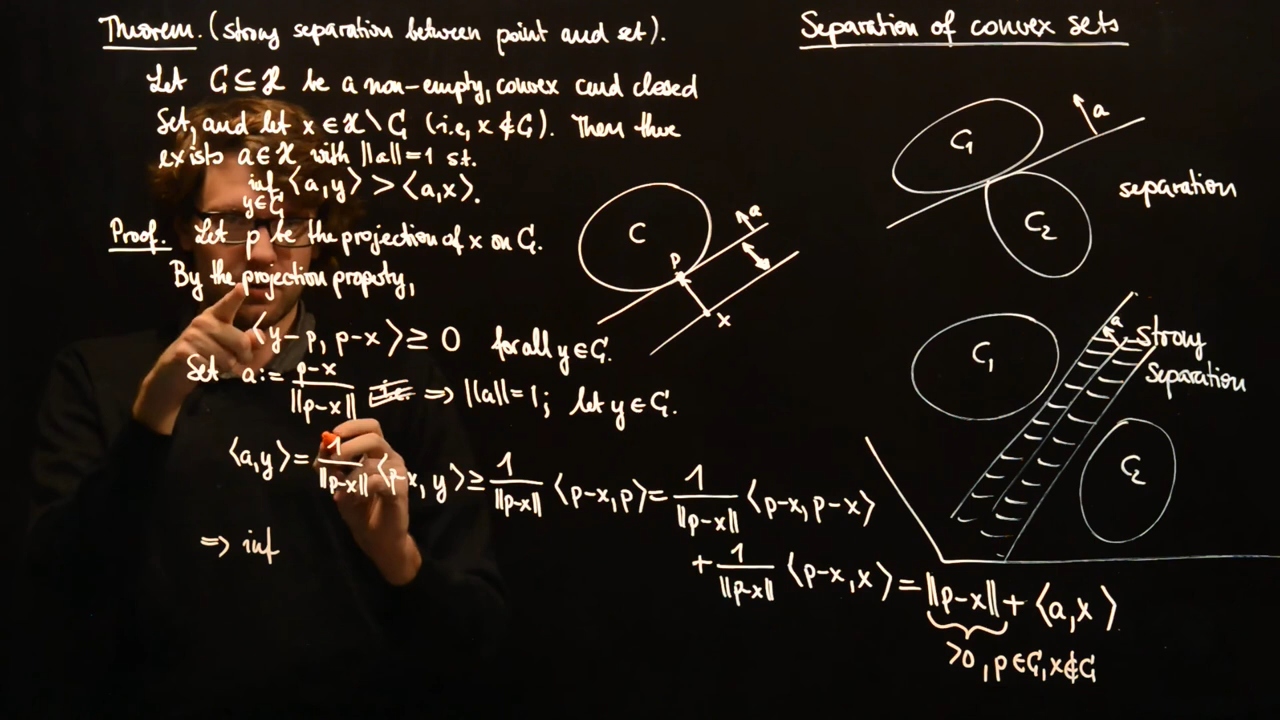 Theorem. (strong separation between point and set).
Let C ⊆ ℋ be a non-empty, convex and closed
set, and let x ∈ ℋ \ C (i.e, x ∉ C). Then there
exists a ∈ ℋ with ||a|| = 1 st.
inf ⟨a, y⟩ > ⟨a, x⟩.
y∈C
Proof. Let p be the projection of x on C.
By the projection property,
⟨y-p, p-x⟩ ≥ 0 for all y ∈ C.
Set a := p-x / ||p-x|| ⇒ ||a|| = 1; let y ∈ C.
⟨a, y⟩ = 1/||p-x|| ⟨p-x, y⟩ ≥ 1/||p-x|| ⟨p-x, p⟩ = 1/||p-x|| ⟨p-x, p-x⟩
+ 1/||p-x|| ⟨p-x, x⟩ = ||p-x|| + ⟨a, x⟩
>0, p∈C, x∉C
⇒ inf
C
a
p
x
Separation of convex sets
C₁
a
C₂
separation
C₁
a
strong
separation
C₂